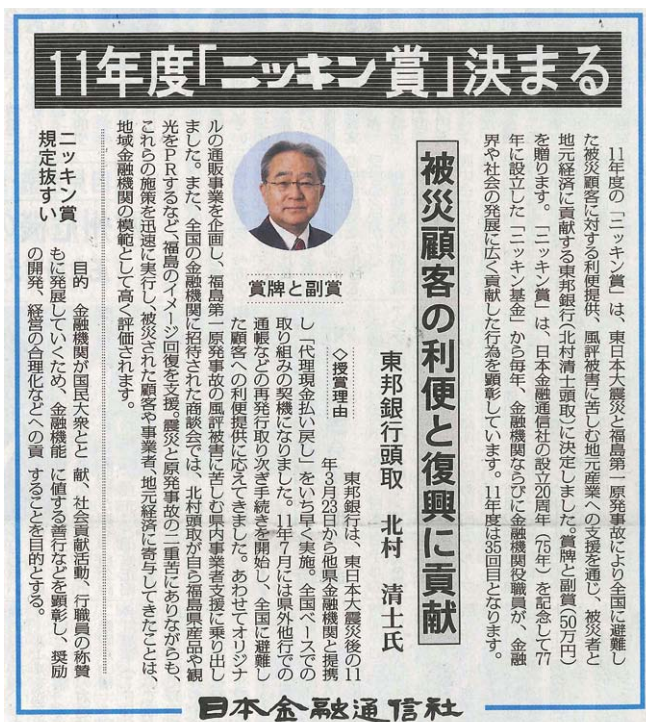 11年度「ニッキン賞」決まる
11年度の「ニッキン賞」は、東日本大震災と福島第一原発事故により全国に避難し
た被災顧客に対する利便提供、風評被害に苦しむ地元産業への支援を通じ、被災者と
地元経済に貢献する東邦銀行(北村清士頭取)に決定しました。賞牌と副賞(50万円)
を贈ります。「ニッキン賞」は、日本金融通信社の設立20周年(75年)を記念して77
年に設立した「ニッキン基金」から毎年、金融機関ならびに金融機関役職員が、金融
界や社会の発展に広く貢献した行為を顕彰しています。11年度は35回目となります。
被災顧客の利便と復興に貢献
東邦銀行頭取 北村 清士氏
賞牌と副賞
◇授賞理由
東邦銀行は、東日本大震災後の11
年3月23日から他県金融機関と提携
し「代理現金払い戻し」をいち早く実施。全国ベースでの
取り組みの契機になりました。11年7月には県外他行での
通帳などの再発行取り次ぎ手続きを開始し、全国に避難し
た顧客への利便提供に応えてきました。あわせてオリジナ
ルの通販事業を企画し、福島第一原発事故の風評被害に苦しむ県内事業者支援に乗り出し
ました。また、全国の金融機関に招待された商談会では、北村頭取が自ら福島県産品や観
光をPRするなど、福島のイメージ回復を支援。震災と原発事故の二重苦にありながらも、
これらの施策を迅速に実行し、被災された顧客や事業者、地元経済に寄与してきたことは、
地域金融機関の模範として高く評価されます。
ニッキン賞
規定抜すい
目的 金融機関が国民大衆とと
もに発展していくため、金融機能
の開発、経営の合理化などへの貢
献、社会貢献活動、行職員の称賛
に値する善行などを顕彰し、奨励
することを目的とする。
日本金融通信社